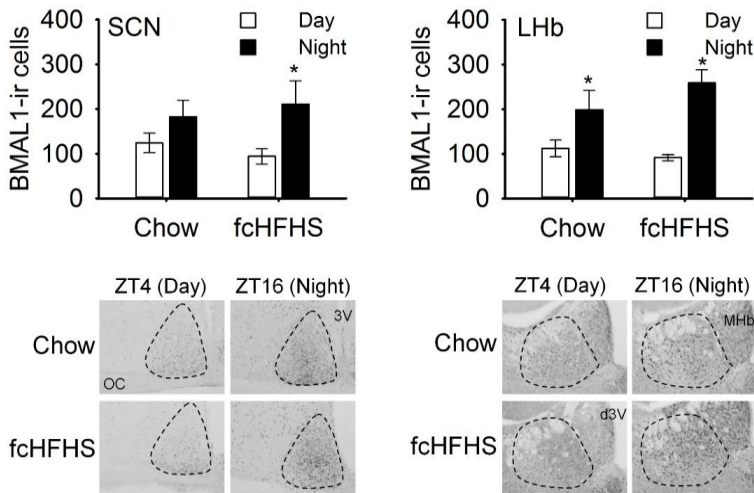 SCN
Day
Night
BMAL1-ir cells
400
300
200
100
0
*
Chow fcHFHS
LHb
Day
Night
BMAL1-ir cells
400
300
200
100
0
* *
Chow fcHFHS
ZT4 (Day) ZT16 (Night)
Chow
3V
OC
fcHFHS
ZT4 (Day) ZT16 (Night)
Chow
MHb
fcHFHS
d3V